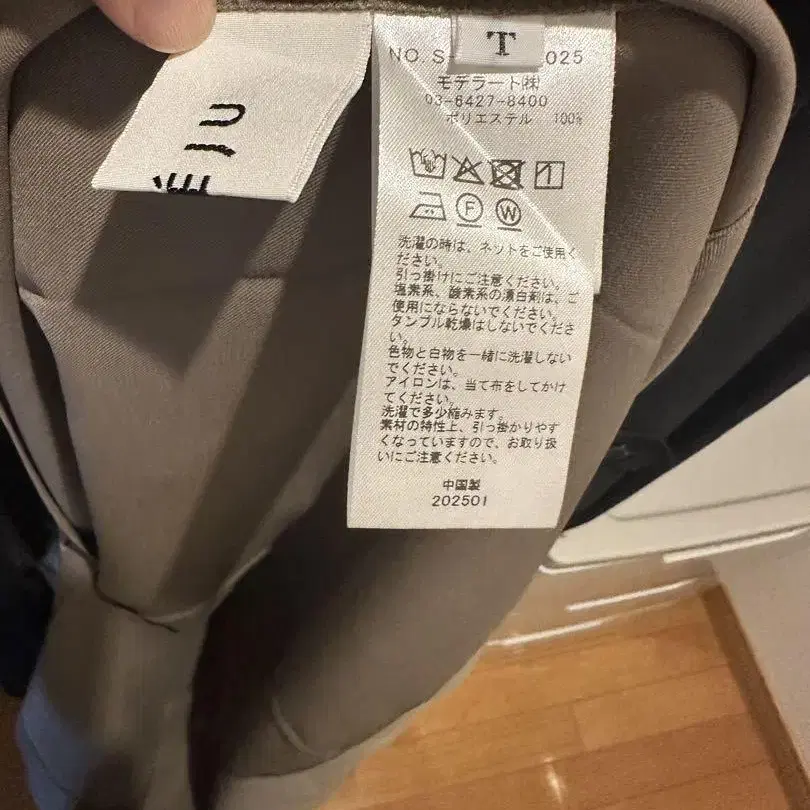 T
NO. S 025
モデラート㈱
03-6427-8400
ポリエステル 100%
1
F W
洗濯の時は、ネットをご使用く
ださい。
引っ掛けにご注意ください。
塩素系、酸素系の漂白剤は、ご
使用にならないでください。
タンブル乾燥はしないでくださ
い。
色物と白物を一緒に洗濯しない
でください。
アイロンは、当て布をしてかけ
てください。
洗濯で多少縮みます。
素材の特性上、引っ掛かりやす
くなっていますので、お取り扱
いにご注意ください。
中国製
202501